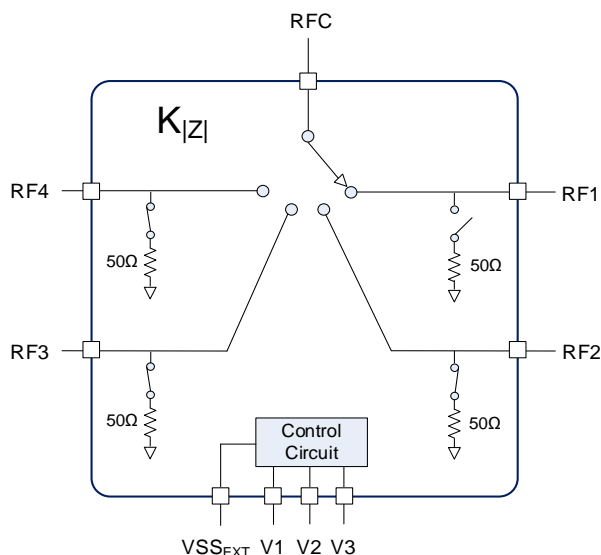 RFC
K|Z|
RF4
RF1
50Ω
50Ω
RF3
RF2
50Ω
50Ω
Control
Circuit
VSSEXT V1 V2 V3